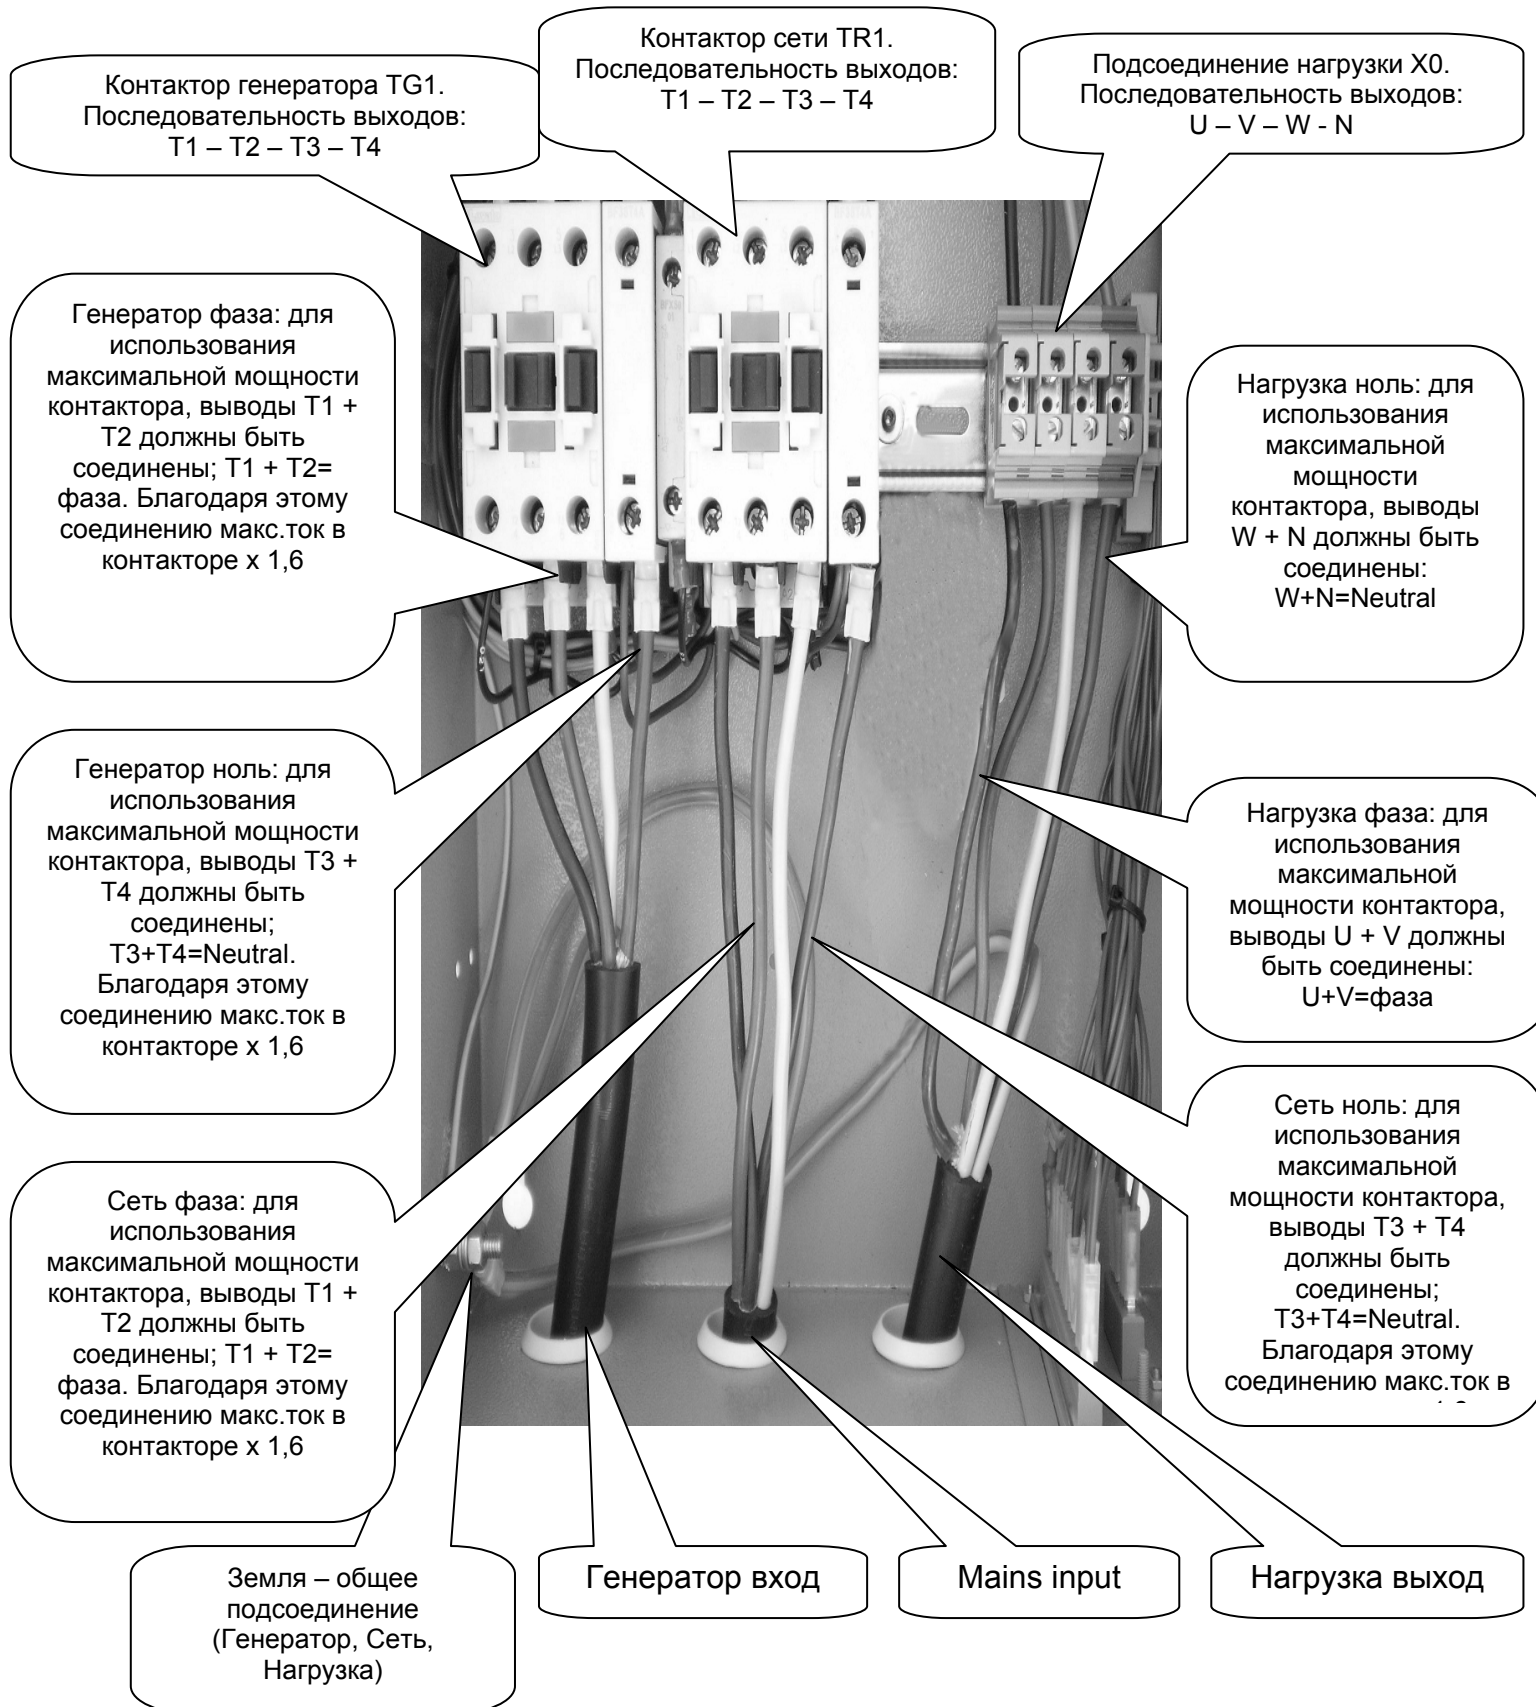 Контактор генератора TG1.
Последовательность выходов:
T1 – T2 – T3 – T4
Контактор сети TR1.
Последовательность выходов:
T1 – T2 – T3 – T4
Подсоединение нагрузки X0.
Последовательность выходов:
U – V – W - N
Генератор фаза: для
использования
максимальной мощности
контактора, выводы T1 +
T2 должны быть
соединены; T1 + T2=
фаза. Благодаря этому
соединению макс.ток в
контакторе x 1,6
Нагрузка ноль: для
использования
максимальной
мощности
контактора, выводы
W + N должны быть
соединены:
W+N=Neutral
Генератор ноль: для
использования
максимальной мощности
контактора, выводы T3 +
T4 должны быть
соединены;
T3+T4=Neutral.
Благодаря этому
соединению макс.ток в
контакторе x 1,6
Нагрузка фаза: для
использования
максимальной
мощности контактора,
выводы U + V должны
быть соединены:
U+V=фаза
Сеть фаза: для
использования
максимальной мощности
контактора, выводы T1 +
T2 должны быть
соединены; T1 + T2=
фаза. Благодаря этому
соединению макс.ток в
контакторе x 1,6
Сеть ноль: для
использования
максимальной
мощности контактора,
выводы T3 + T4
должны быть
соединены;
T3+T4=Neutral.
Благодаря этому
соединению макс.ток в
Земля – общее
подсоединение
(Генератор, Сеть,
Нагрузка)
Генератор вход
Mains input
Нагрузка выход